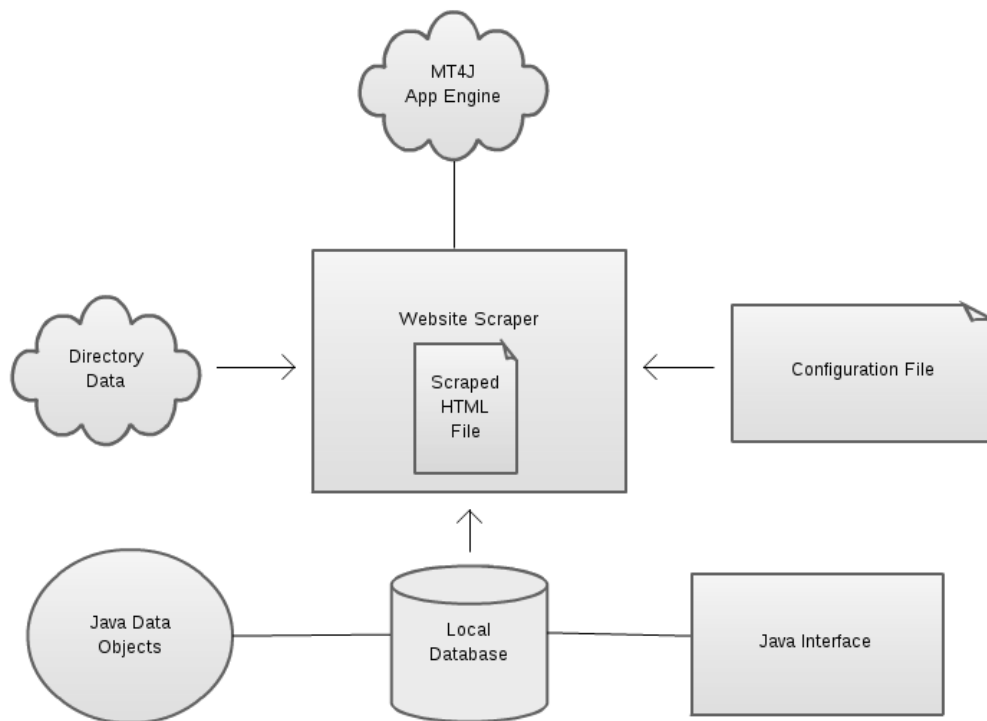 MT4J
App Engine
Website Scraper
Directory
Data
Scraped
HTML
File
Configuration File
Java Data
Objects
Local
Database
Java Interface